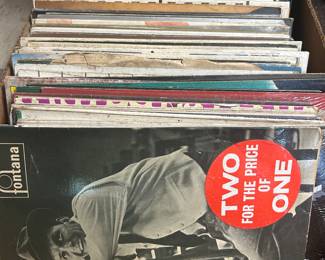 fontana
TWO
FOR THE PRICE
OF
ONE